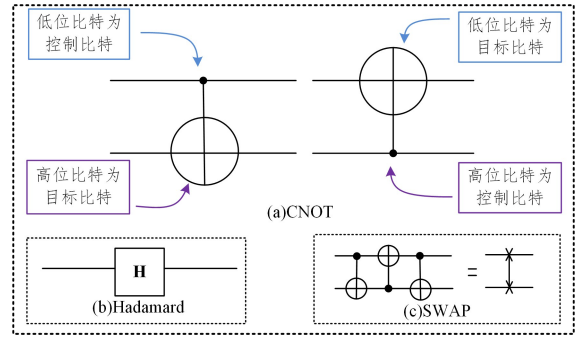 低位比特为
控制比特
低位比特为
目标比特
高位比特为
目标比特
高位比特为
控制比特
(a)CNOT
H
(b)Hadamard
=
(c)SWAP